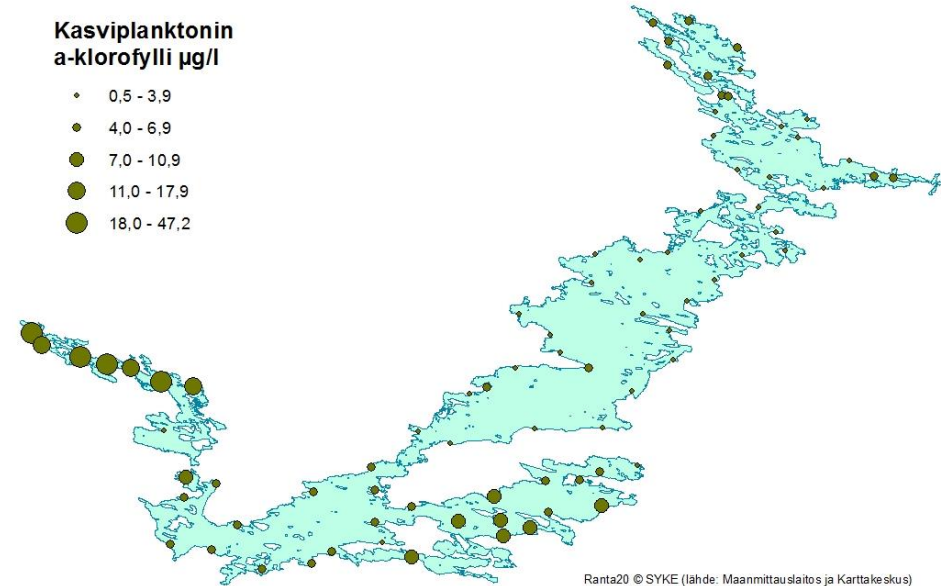 Kasviplanktonin
a-klorofylli µg/l
0,5 - 3,9
4,0 - 6,9
7,0 - 10,9
11,0 - 17,9
18,0 - 47,2
Ranta20 © SYKE (lähde: Maanmittauslaitos ja Karttakeskus)